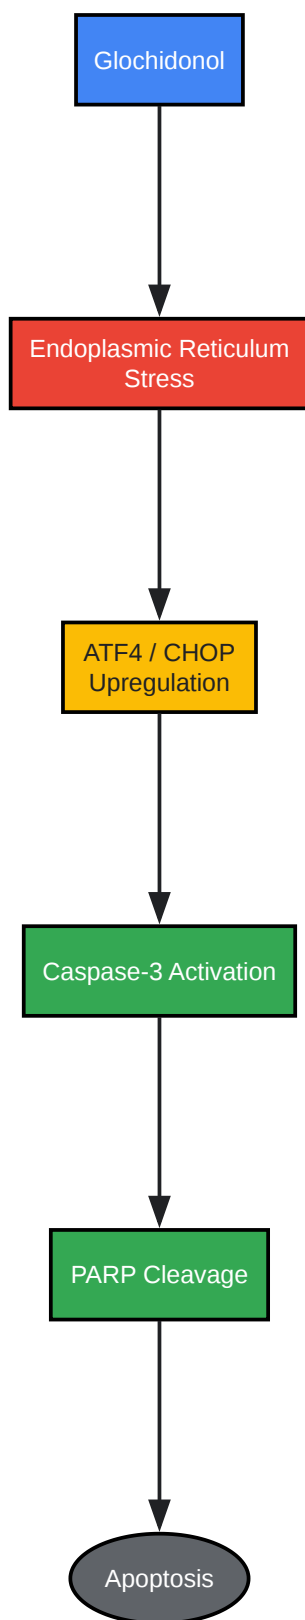 Glochidonol
Endoplasmic Reticulum
Stress
ATF4 / CHOP
Upregulation
Caspase-3 Activation
PARP Cleavage
Apoptosis